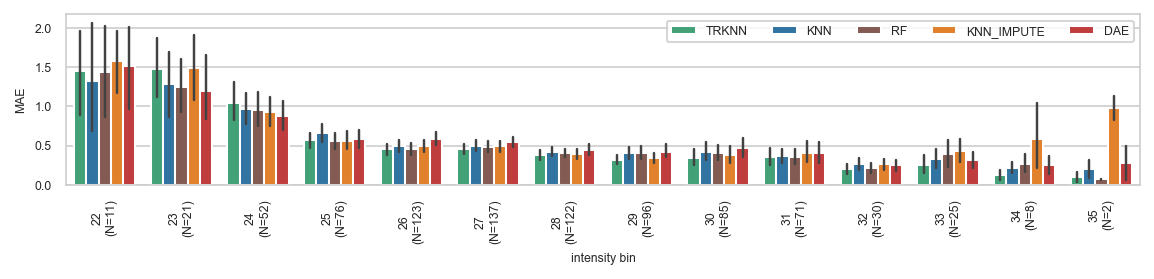 TRKNN KNN RF KNN_IMPUTE DAE
2.0
1.5
1.0
0.5
0.0
MAE
22
(N=11)
23
(N=21)
24
(N=52)
25
(N=76)
26
(N=123)
27
(N=137)
28
(N=122)
29
(N=96)
30
(N=85)
31
(N=71)
32
(N=30)
33
(N=25)
34
(N=8)
35
(N=2)
intensity bin